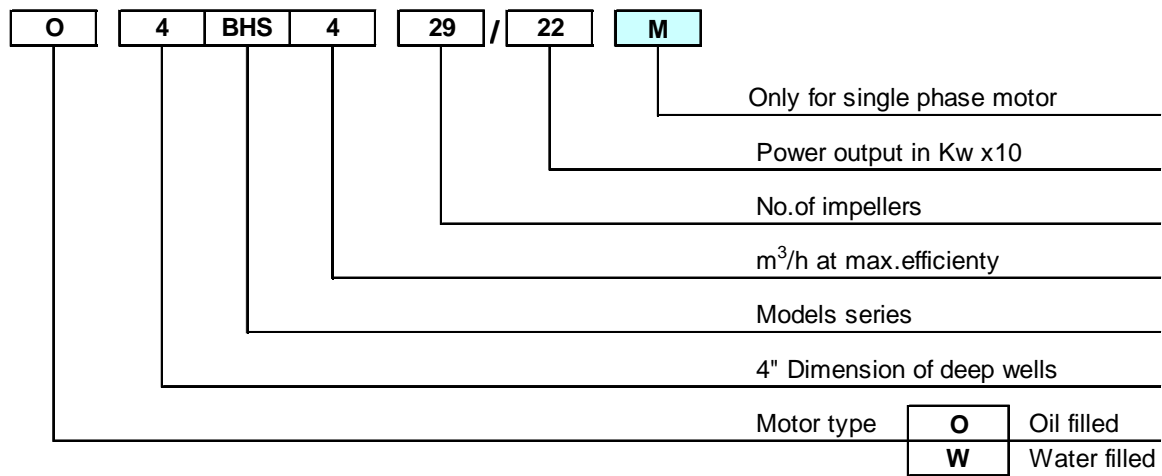 O 4 BHS 4 29 / 22 M
Only for single phase motor
Power output in Kw x10
No.of impellers
m³/h at max.efficienty
Models series
4" Dimension of deep wells
Motor type O Oil filled
W Water filled